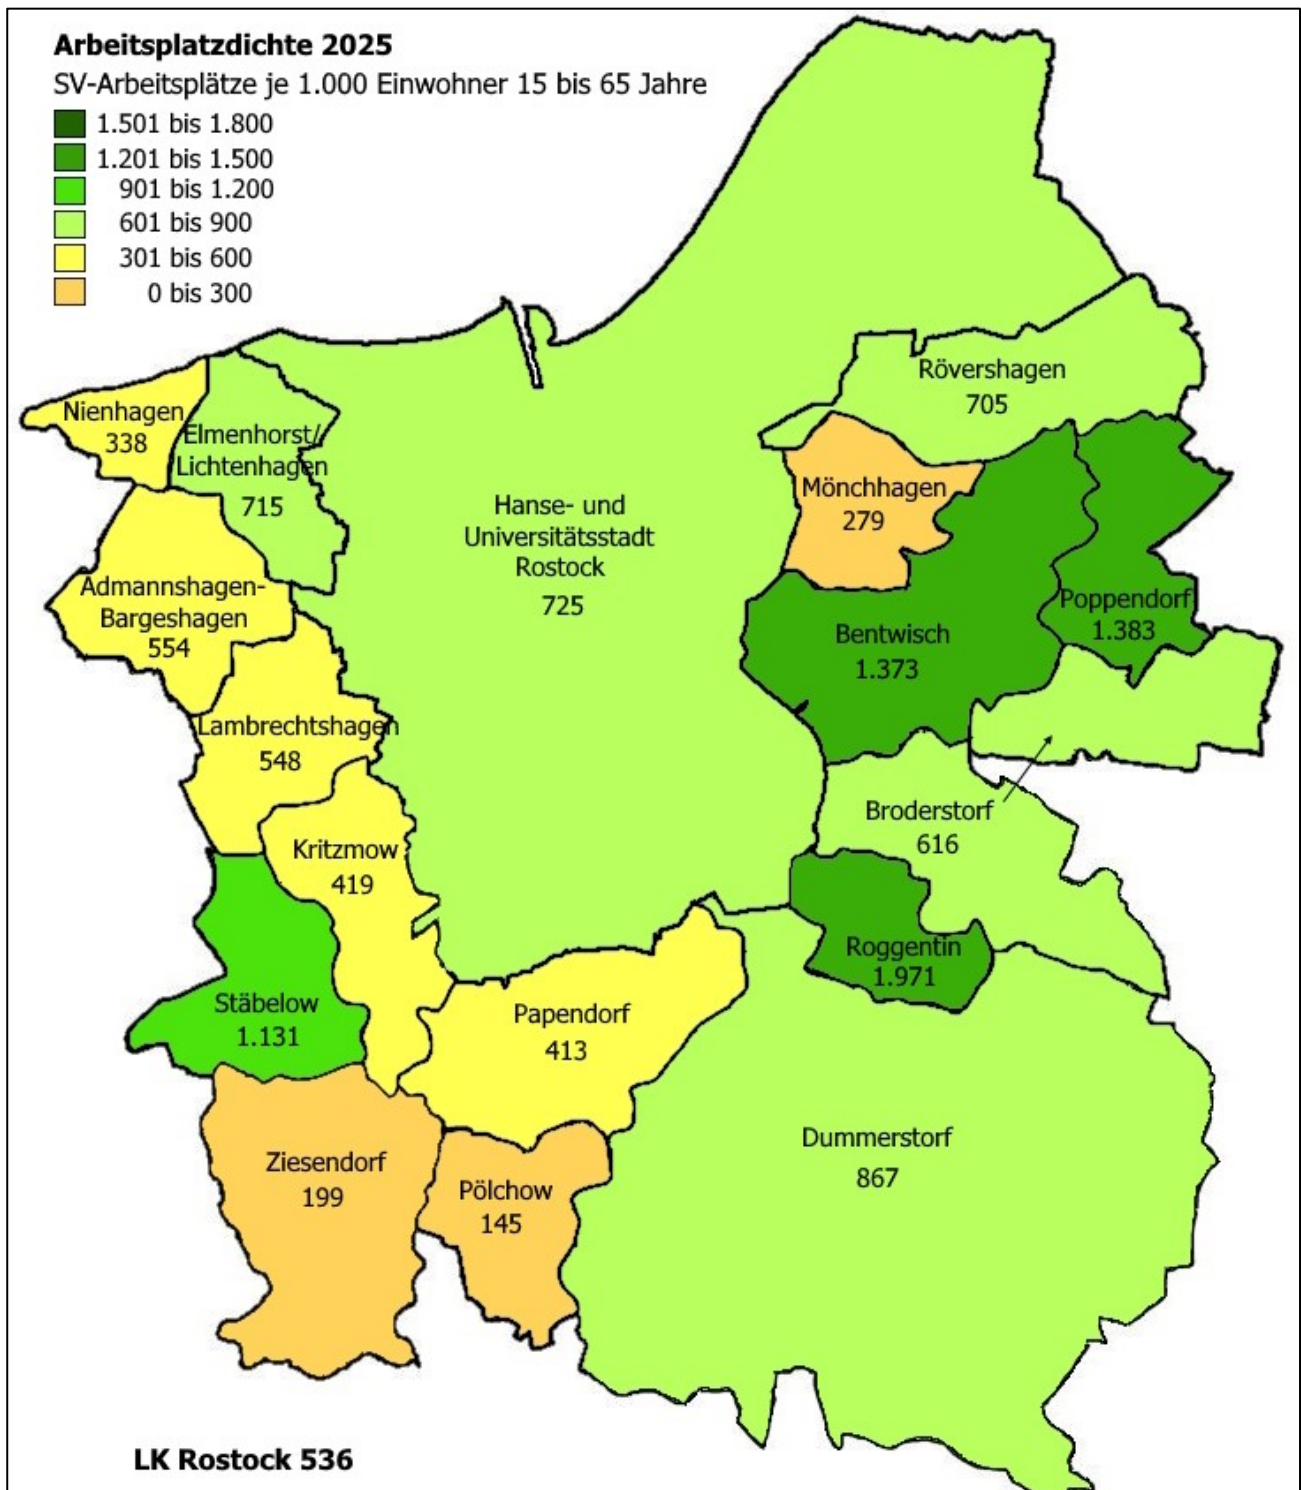 Arbeitsplatzdichte 2025
SV-Arbeitsplätze je 1.000 Einwohner 15 bis 65 Jahre
1.501 bis 1.800
1.201 bis 1.500
901 bis 1.200
601 bis 900
301 bis 600
0 bis 300
Rövershagen
705
Nienhagen
338
Elmenhorst/
Lichtenhagen
715
Mönchhagen
279
Hanse- und
Universitätsstadt
Rostock
725
Admannshagen-
Bargeshagen
554
Poppendorf
1.383
Bentwisch
1.373
Lambrechtshagen
548
Broderstorf
616
Kritzmow
419
Roggentin
1.971
Stäbelow
1.131
Papendorf
413
Dummerstorf
867
Ziesendorf
199
Pölchow
145
LK Rostock 536